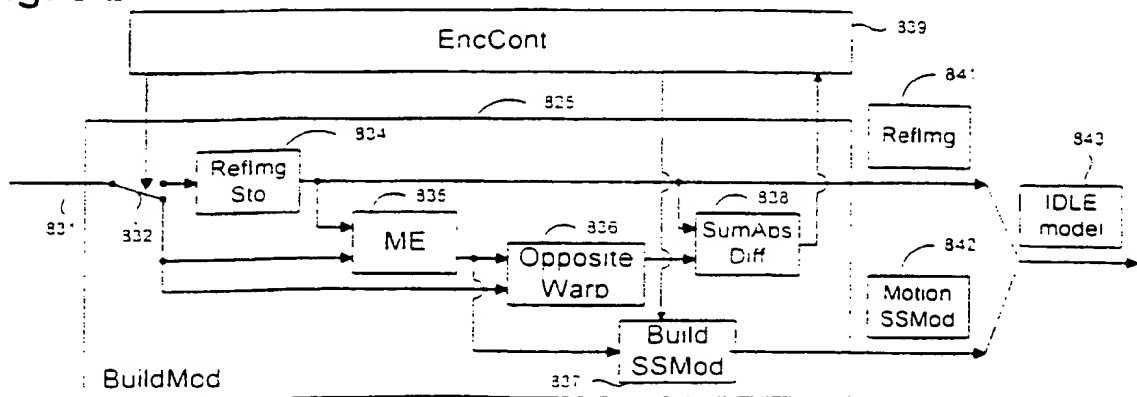 EncCont
839
825
841
834
RefImg
Sto
RefImg
843
835
831
832
ME
836
838
SumAbs
Diff
IDLE
model
842
Opposite
Warp
Motion
SSMod
Build
SSMod
BuildMod
837